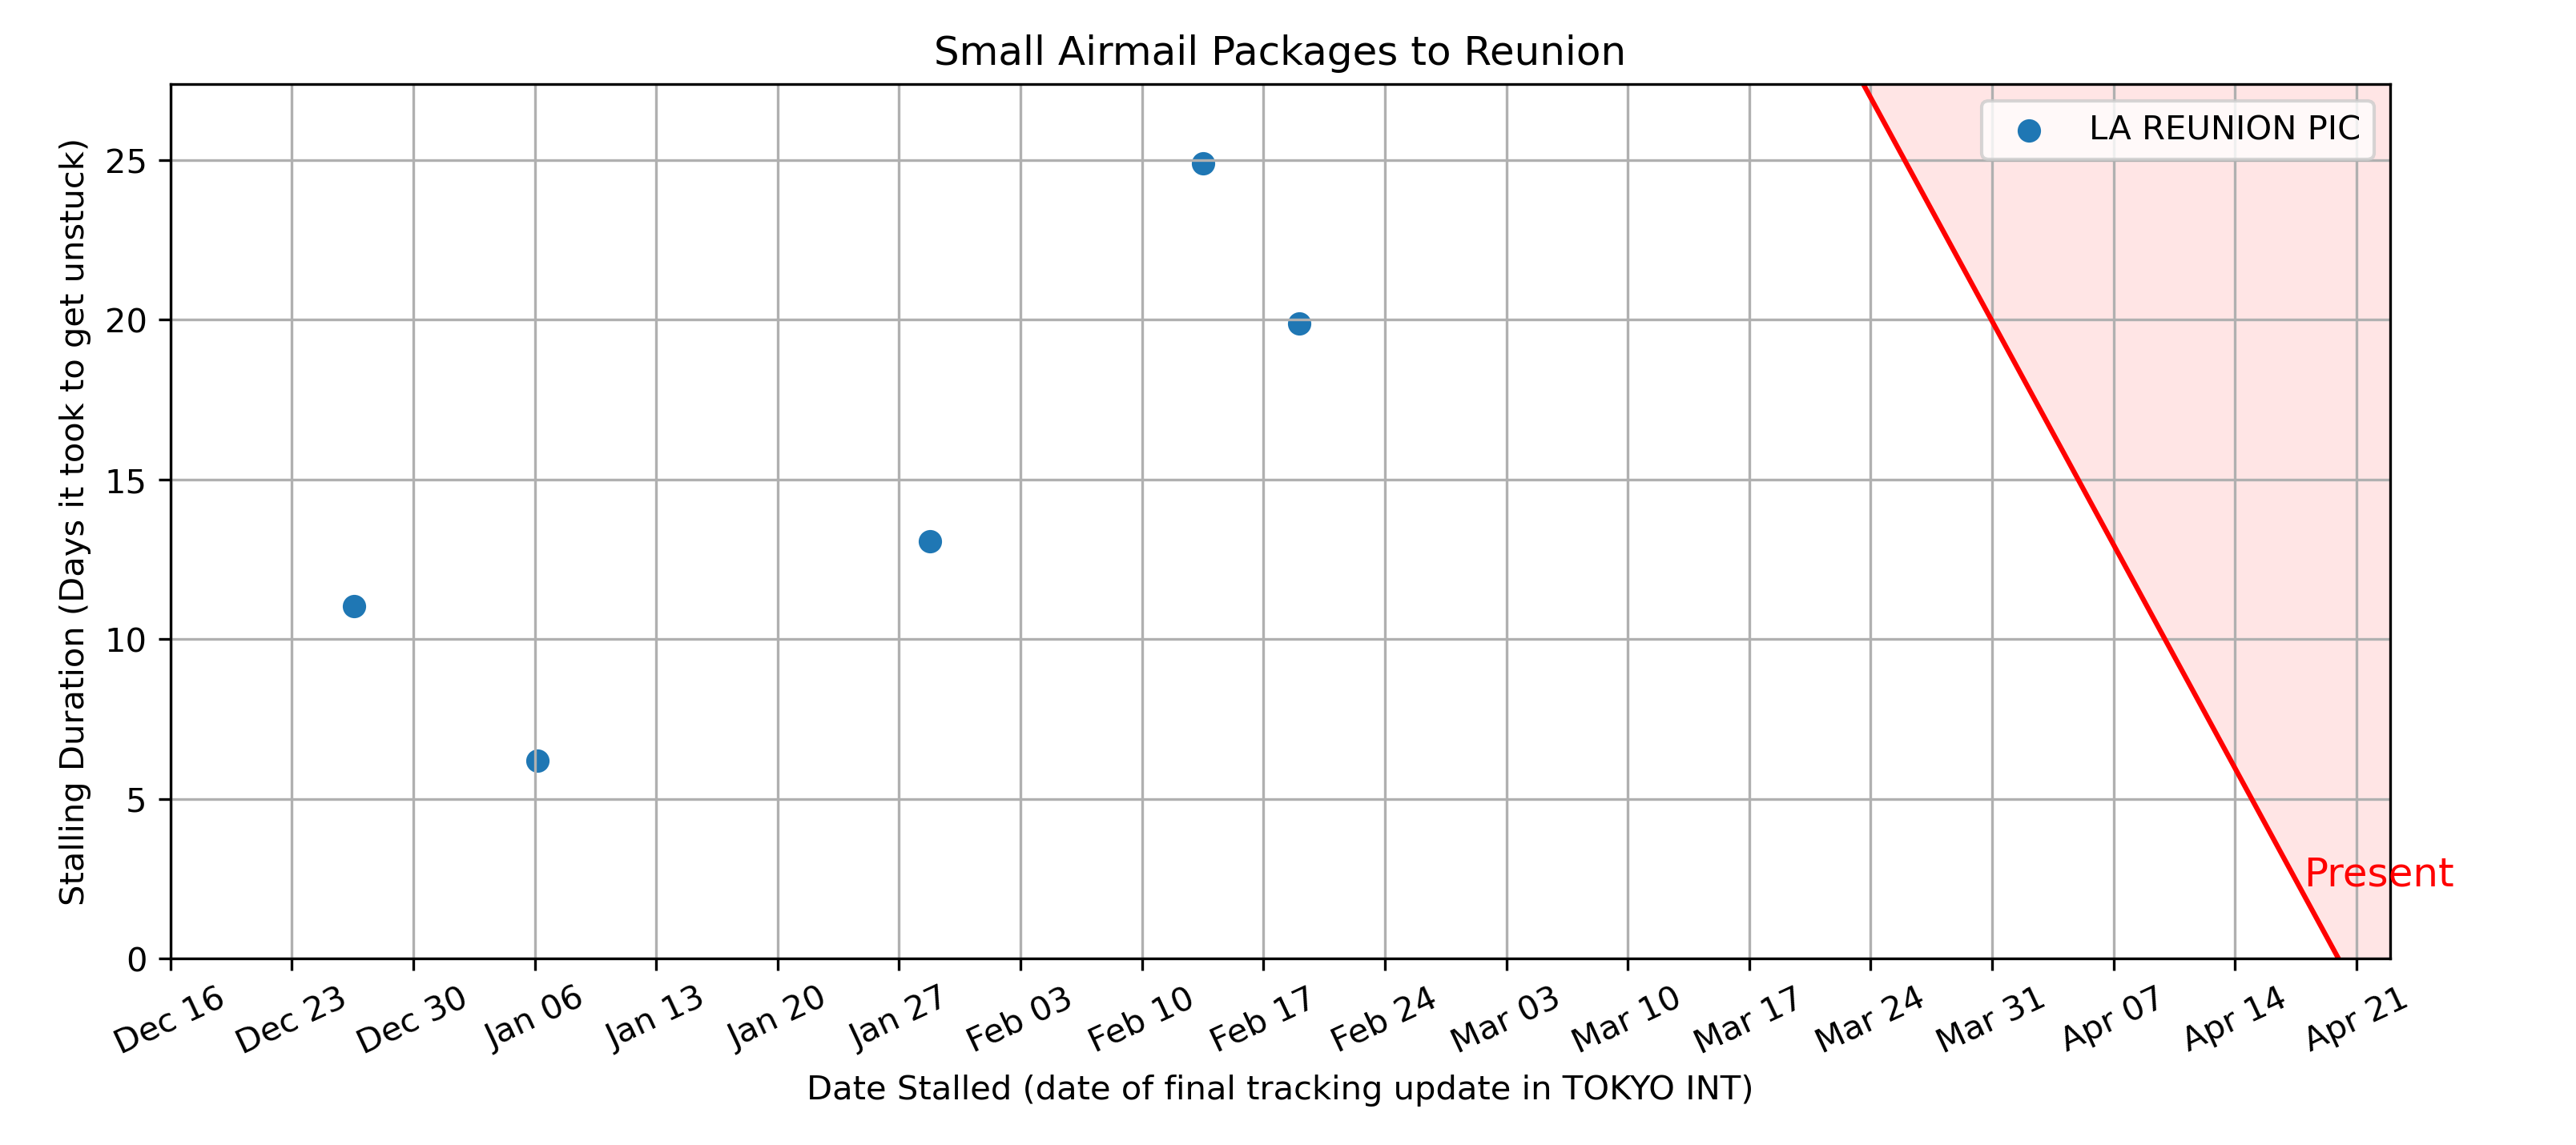 Small Airmail Packages to Reunion
LA REUNION PIC
Stalling Duration (Days it took to get unstuck)
25
20
15
10
5
0
Present
Dec 16
Dec 23
Dec 30
Jan 06
Jan 13
Jan 20
Jan 27
Feb 03
Feb 10
Feb 17
Feb 24
Mar 03
Mar 10
Mar 17
Mar 24
Mar 31
Apr 07
Apr 14
Apr 21
Date Stalled (date of final tracking update in TOKYO INT)